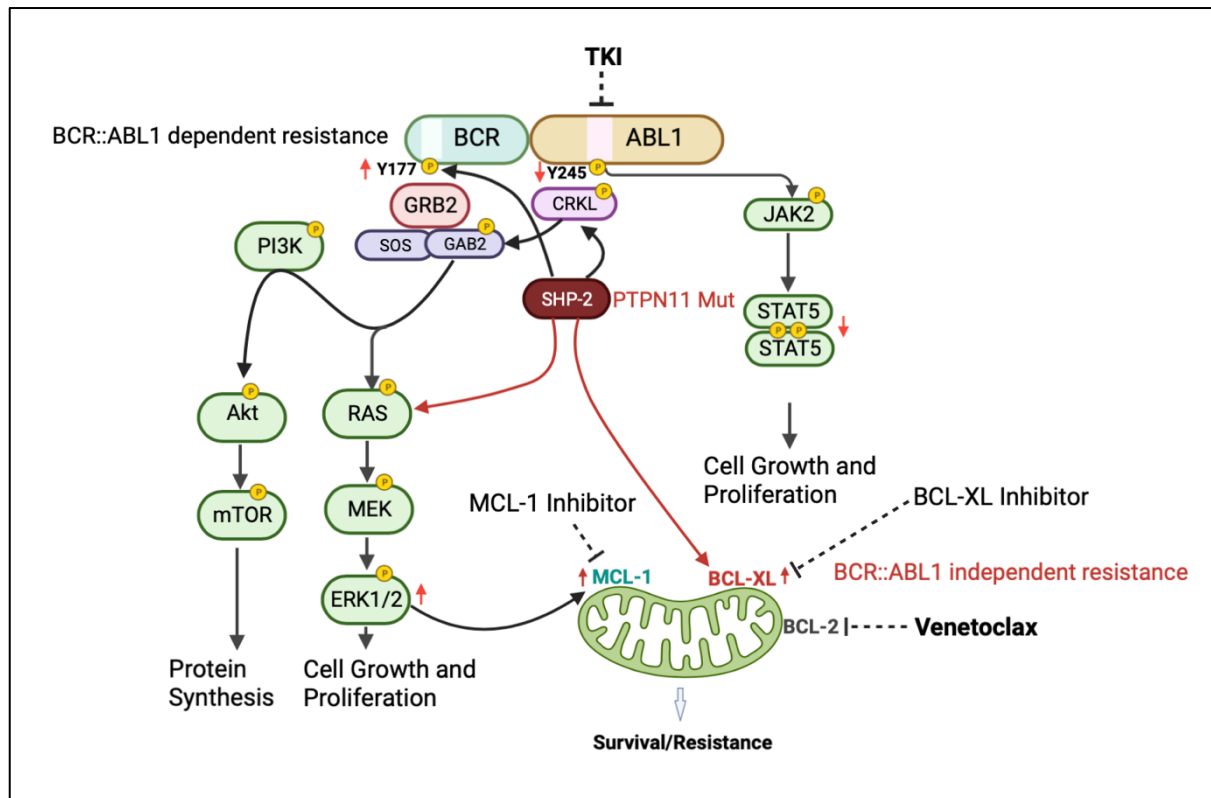 TKI
BCR::ABL1 dependent resistance
BCR
ABL1
Y177
P
Y245
P
GRB2
CRKL
P
JAK2
P
PI3K
P
SOS
GAB2
P
SHP-2
PTPN11 Mut
STAT5
P
P
STAT5
Akt
P
RAS
P
Cell Growth and
Proliferation
mTOR
P
MEK
P
MCL-1 Inhibitor
BCL-XL Inhibitor
ERK1/2
P
MCL-1
BCL-XL
BCR::ABL1 independent resistance
BCL-2
Venetoclax
Protein
Synthesis
Cell Growth and
Proliferation
Survival/Resistance